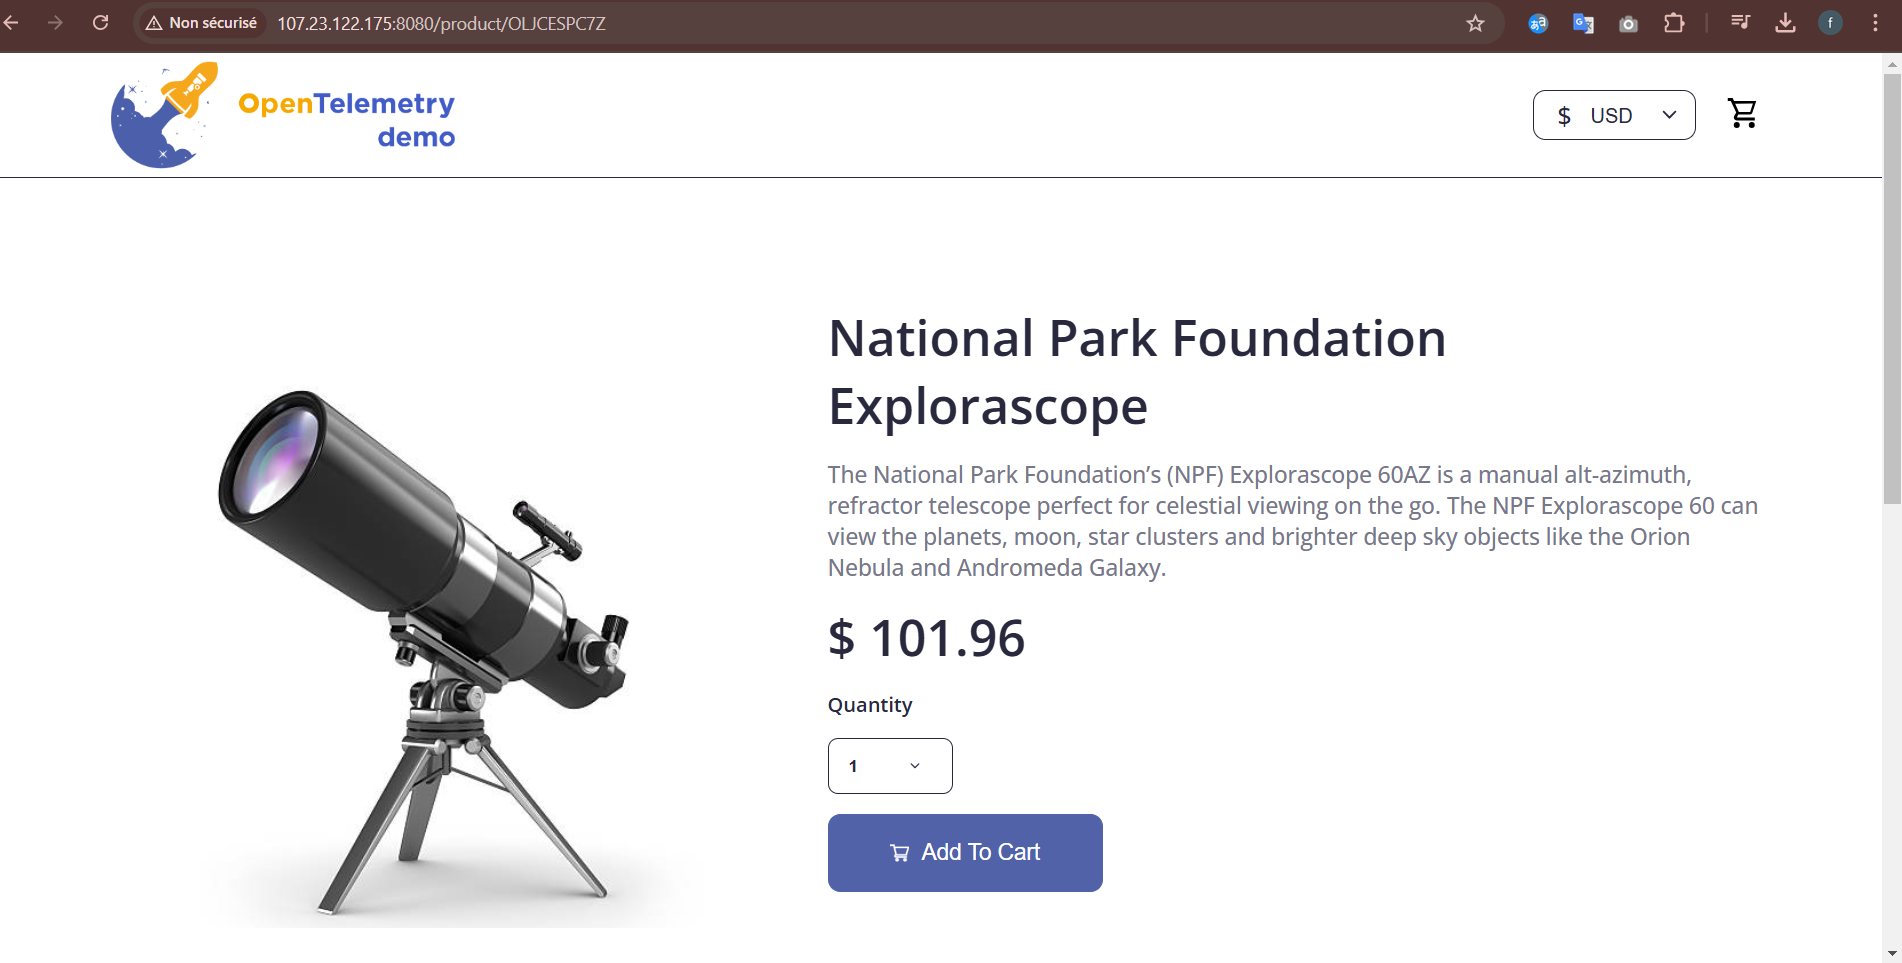 Non sécurisé
107.23.122.175:8080/product/OLJCESPC7Z
f
OpenTelemetry
demo
$ USD
National Park Foundation
Explorascope
The National Park Foundation’s (NPF) Explorascope 60AZ is a manual alt-azimuth,
refractor telescope perfect for celestial viewing on the go. The NPF Explorascope 60 can
view the planets, moon, star clusters and brighter deep sky objects like the Orion
Nebula and Andromeda Galaxy.
$ 101.96
Quantity
1
Add To Cart